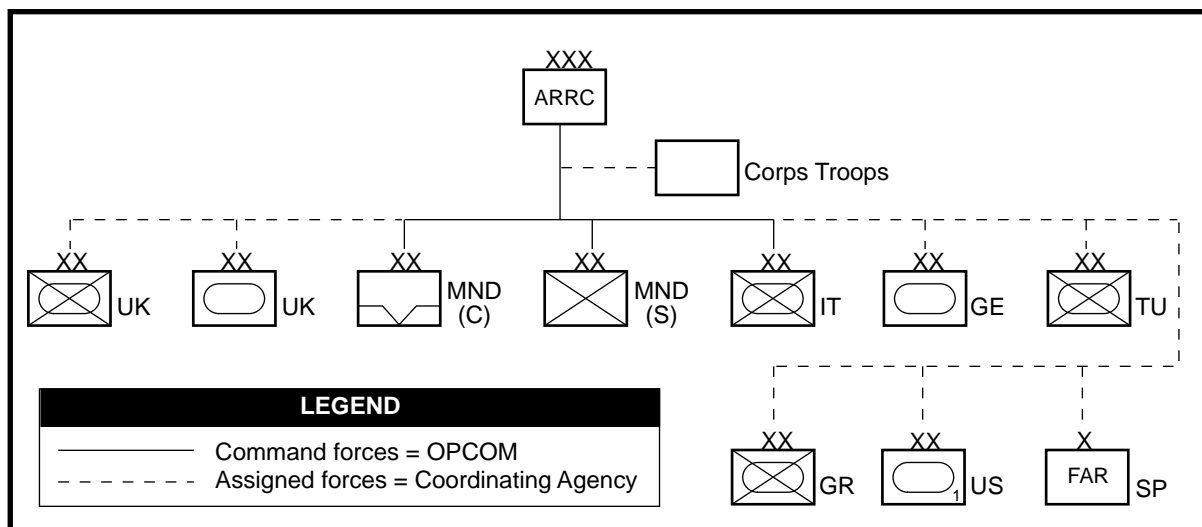 XXX
ARRC
Corps Troops
XX XX XX XX XX XX XX
UK UK MND (C) MND (S) IT GE TU
LEGEND
Command forces = OPCOM
Assigned forces = Coordinating Agency
XX XX X
GR 1 US FAR SP